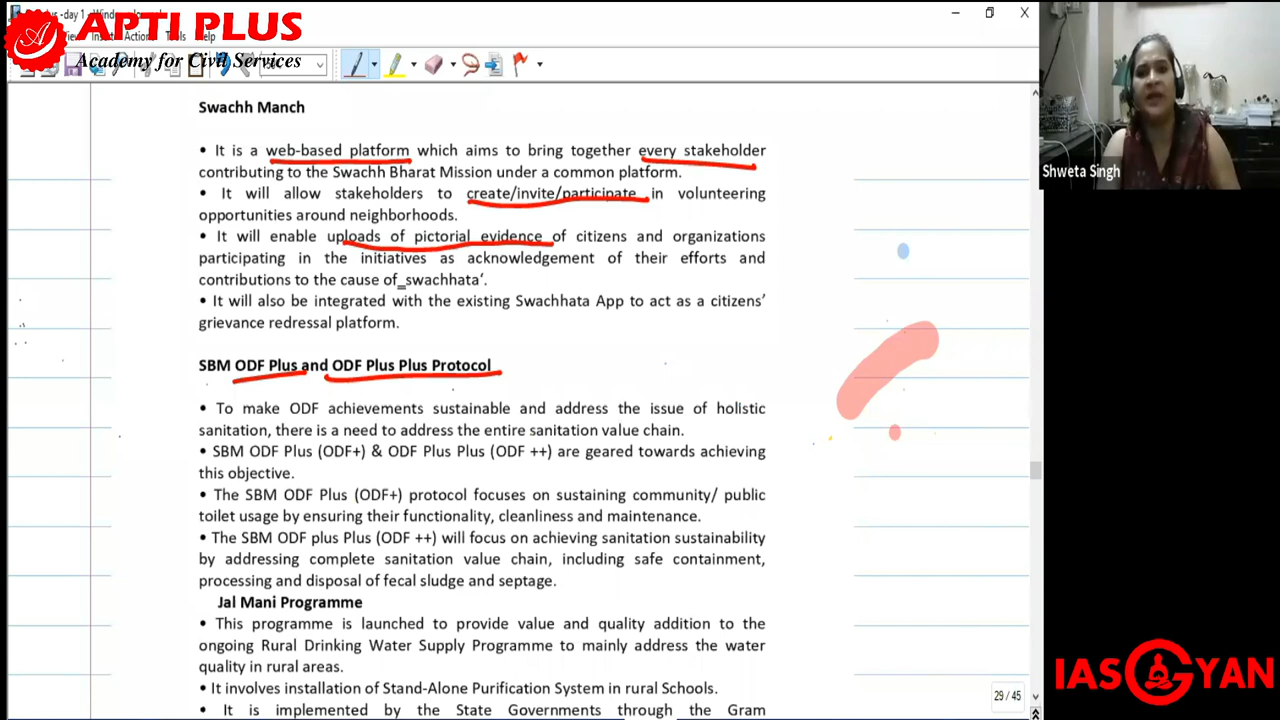 -day 1 - Wind
APTI PLUS
Actions Tools Help
Academy for Civil Services
Shweta Singh
Swachh Manch
• It is a web-based platform which aims to bring together every stakeholder
contributing to the Swachh Bharat Mission under a common platform.
• It will allow stakeholders to create/invite/participate in volunteering
opportunities around neighborhoods.
• It will enable uploads of pictorial evidence of citizens and organizations
participating in the initiatives as acknowledgement of their efforts and
contributions to the cause of_swachhata‘.
• It will also be integrated with the existing Swachhata App to act as a citizens’
grievance redressal platform.
SBM ODF Plus and ODF Plus Plus Protocol
• To make ODF achievements sustainable and address the issue of holistic
sanitation, there is a need to address the entire sanitation value chain.
• SBM ODF Plus (ODF+) & ODF Plus Plus (ODF ++) are geared towards achieving
this objective.
• The SBM ODF Plus (ODF+) protocol focuses on sustaining community/ public
toilet usage by ensuring their functionality, cleanliness and maintenance.
• The SBM ODF plus Plus (ODF ++) will focus on achieving sanitation sustainability
by addressing complete sanitation value chain, including safe containment,
processing and disposal of fecal sludge and septage.
Jal Mani Programme
• This programme is launched to provide value and quality addition to the
ongoing Rural Drinking Water Supply Programme to mainly address the water
quality in rural areas.
• It involves installation of Stand-Alone Purification System in rural Schools.
• It is implemented by the State Governments through the Gram
29 / 45
IAS GYAN